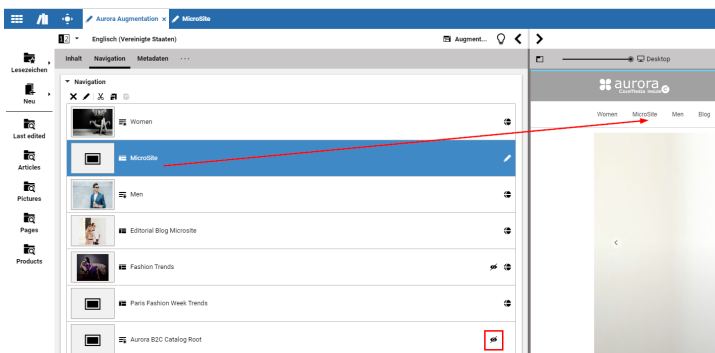 Aurora Augmentation ×
MicroSite
Englisch (Vereinigte Staaten)
Augment...
Lesezeichen
Neu
Last edited
Articles
Pictures
Pages
Products
Inhalt Navigation Metadaten ···
Navigation
Women
MicroSite
Men
Editorial Blog Microsite
Fashion Trends
Paris Fashion Week Trends
Aurora B2C Catalog Root
Desktop
aurora
Women MicroSite Men Blog